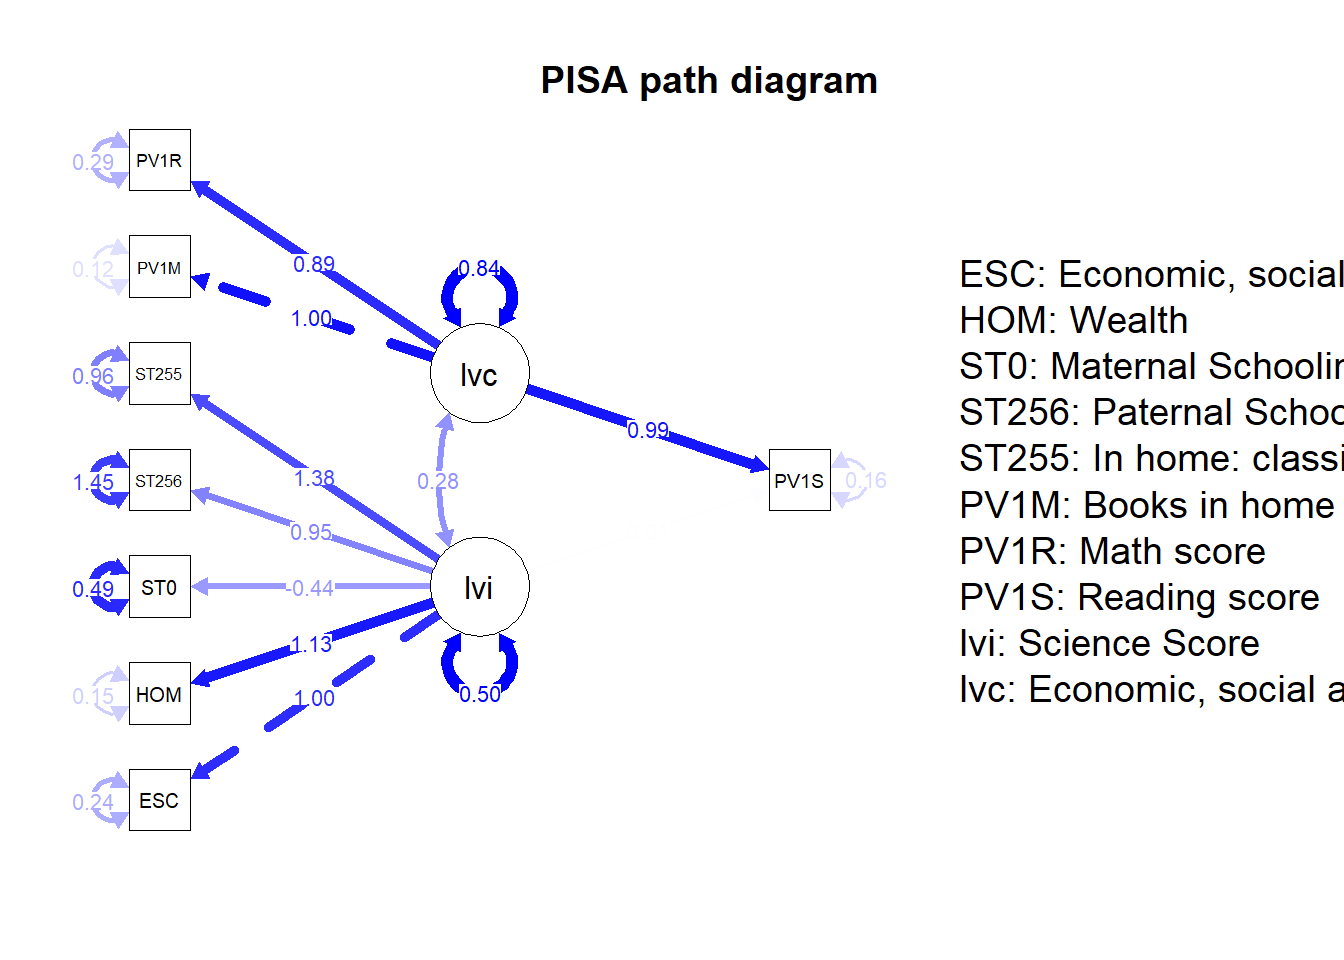 PISA path diagram
PV1R
0.29
0.89
PV1M
0.12
1.00
0.84
lvc
ST255
0.96
1.38
0.99
ST256
1.45
0.95
0.28
PV1S
0.16
ST0
0.49
-0.44
lvi
HOM
0.15
1.13
0.50
ESC
0.24
1.00
ESC: Economic, social
HOM: Wealth
ST0: Maternal Schoolin
ST256: Paternal Schoo
ST255: In home: classi
PV1M: Books in home
PV1R: Math score
PV1S: Reading score
lvi: Science Score
lvc: Economic, social a